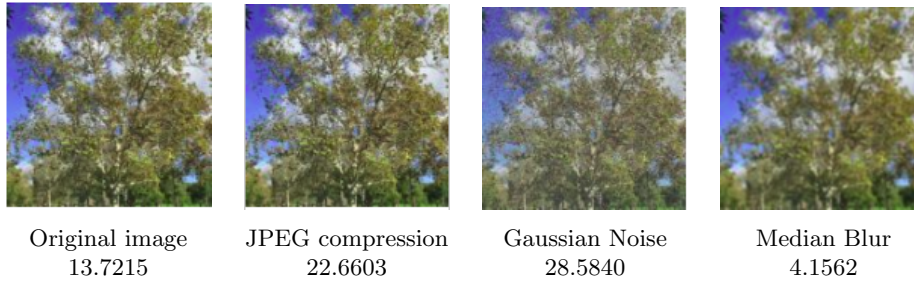 Original image
13.7215
JPEG compression
22.6603
Gaussian Noise
28.5840
Median Blur
4.1562